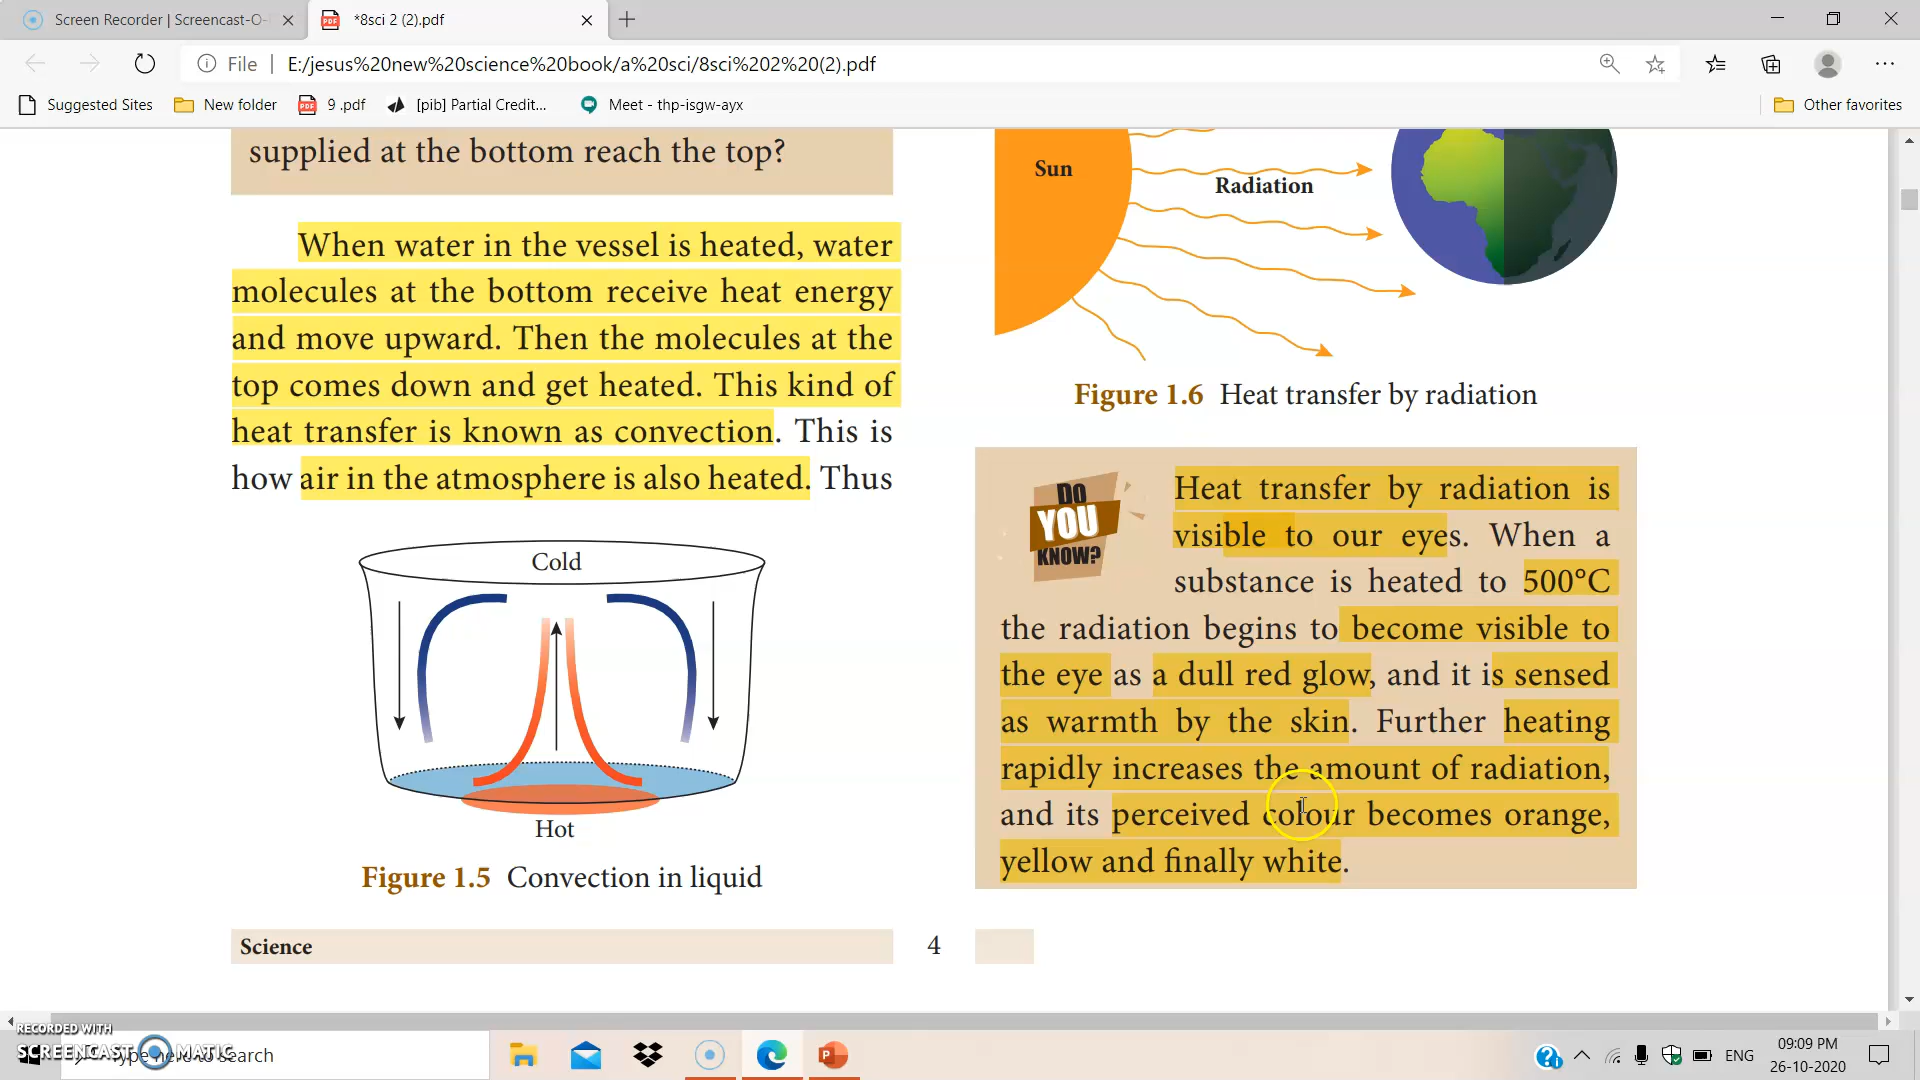 Screen Recorder | Screencast-O-
*8sci 2 (2).pdf
File
E:/jesus%20new%20science%20book/a%20sci/8sci%202%20(2).pdf
Suggested Sites
New folder
9 .pdf
[pib] Partial Credit...
Meet - thp-isgw-ayx
Other favorites
supplied at the bottom reach the top?
When water in the vessel is heated, water
molecules at the bottom receive heat energy
and move upward. Then the molecules at the
top comes down and get heated. This kind of
heat transfer is known as convection. This is
how air in the atmosphere is also heated. Thus
Cold
Hot
Figure 1.5 Convection in liquid
Sun
Radiation
Figure 1.6 Heat transfer by radiation
DO
YOU
KNOW?
Heat transfer by radiation is
visible to our eyes. When a
substance is heated to 500°C
the radiation begins to become visible to
the eye as a dull red glow, and it is sensed
as warmth by the skin. Further heating
rapidly increases the amount of radiation,
and its perceived colour becomes orange,
yellow and finally white.
Science
4
RECORDED WITH
SCREENCAST MATIC
Type here to search
ENG
09:09 PM
26-10-2020